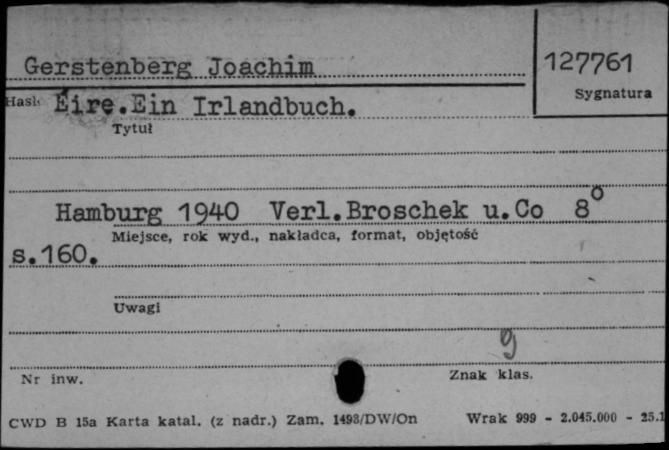 Gerstenberg Joachim
127761
Hasło
Sygnatura
Éire.Ein Irlandbuch.
Tytuł
Hamburg 1940 Verl.Broschek u.Co 8°
Miejsce, rok wyd., nakładca, format, objętość
s.160.
Uwagi
g
Nr inw.
Znak klas.
CWD B 15a Karta katal. (z nadr.) Zam. 1493/DW/On Wrak 999 - 2.045.000 - 25.1